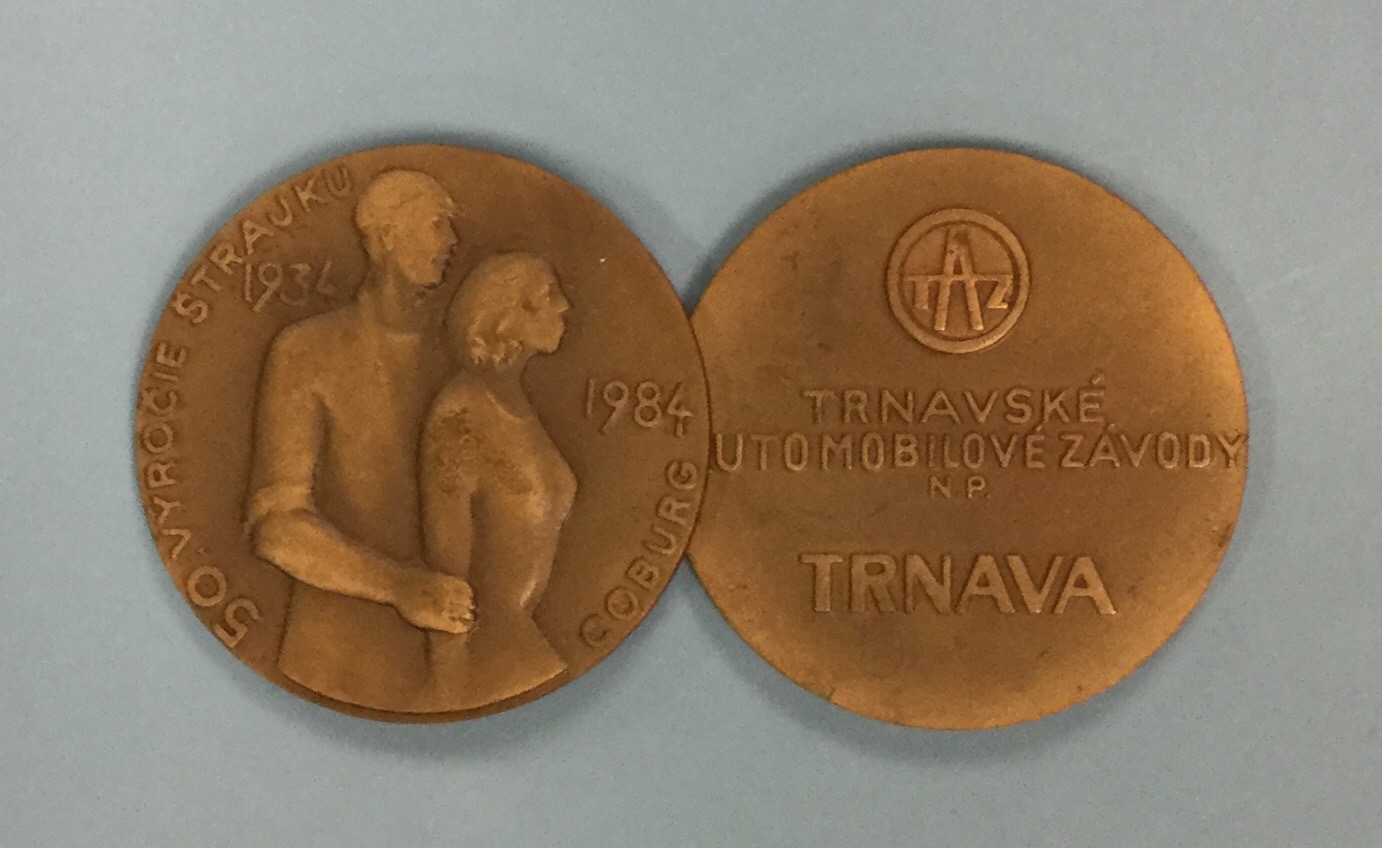 50. VÝROČIE ŠTRAJKU
1934
1984
COBURG
TAZ
TRNAVSKÉ
UTOMOBILOVÉ ZÁVODY
N.P.
TRNAVA